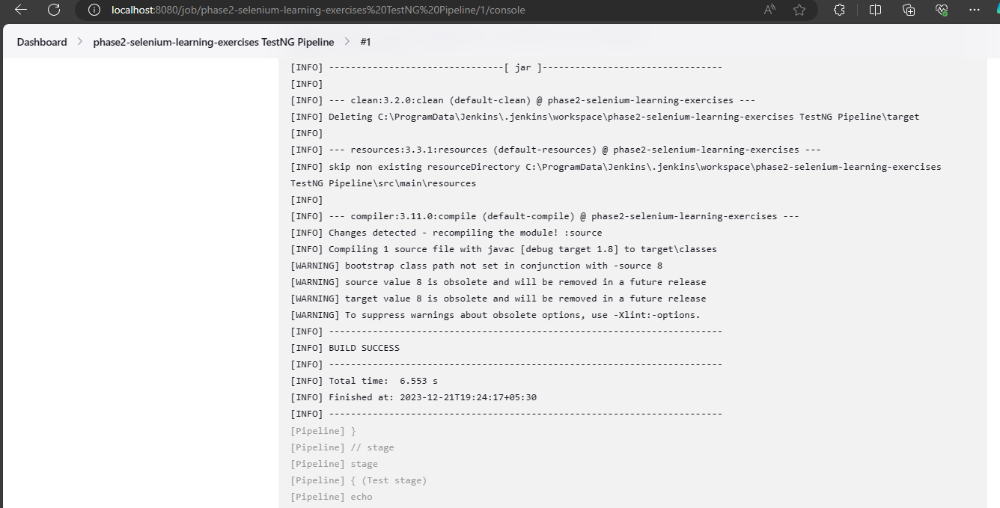 localhost:8080/job/phase2-selenium-learning-exercises%20TestNG%20Pipeline/1/console
Dashboard > phase2-selenium-learning-exercises TestNG Pipeline > #1
[INFO] --------------------------------[ jar ]---------------------------------
[INFO]
[INFO] --- clean:3.2.0:clean (default-clean) @ phase2-selenium-learning-exercises ---
[INFO] Deleting C:\ProgramData\Jenkins\.jenkins\workspace\phase2-selenium-learning-exercises TestNG Pipeline\target
[INFO]
[INFO] --- resources:3.3.1:resources (default-resources) @ phase2-selenium-learning-exercises ---
[INFO] skip non existing resourceDirectory C:\ProgramData\Jenkins\.jenkins\workspace\phase2-selenium-learning-exercises
TestNG Pipeline\src\main\resources
[INFO]
[INFO] --- compiler:3.11.0:compile (default-compile) @ phase2-selenium-learning-exercises ---
[INFO] Changes detected - recompiling the module! :source
[INFO] Compiling 1 source file with javac [debug target 1.8] to target\classes
[WARNING] bootstrap class path not set in conjunction with -source 8
[WARNING] source value 8 is obsolete and will be removed in a future release
[WARNING] target value 8 is obsolete and will be removed in a future release
[WARNING] To suppress warnings about obsolete options, use -Xlint:-options.
[INFO] ------------------------------------------------------------------------
[INFO] BUILD SUCCESS
[INFO] ------------------------------------------------------------------------
[INFO] Total time:  6.553 s
[INFO] Finished at: 2023-12-21T19:24:17+05:30
[INFO] ------------------------------------------------------------------------
[Pipeline] }
[Pipeline] // stage
[Pipeline] stage
[Pipeline] { (Test stage)
[Pipeline] echo